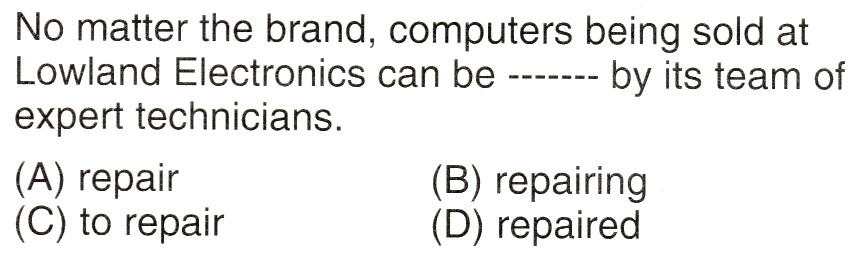 No matter the brand, computers being sold at
Lowland Electronics can be ------- by its team of
expert technicians.
(A) repair (B) repairing
(C) to repair (D) repaired